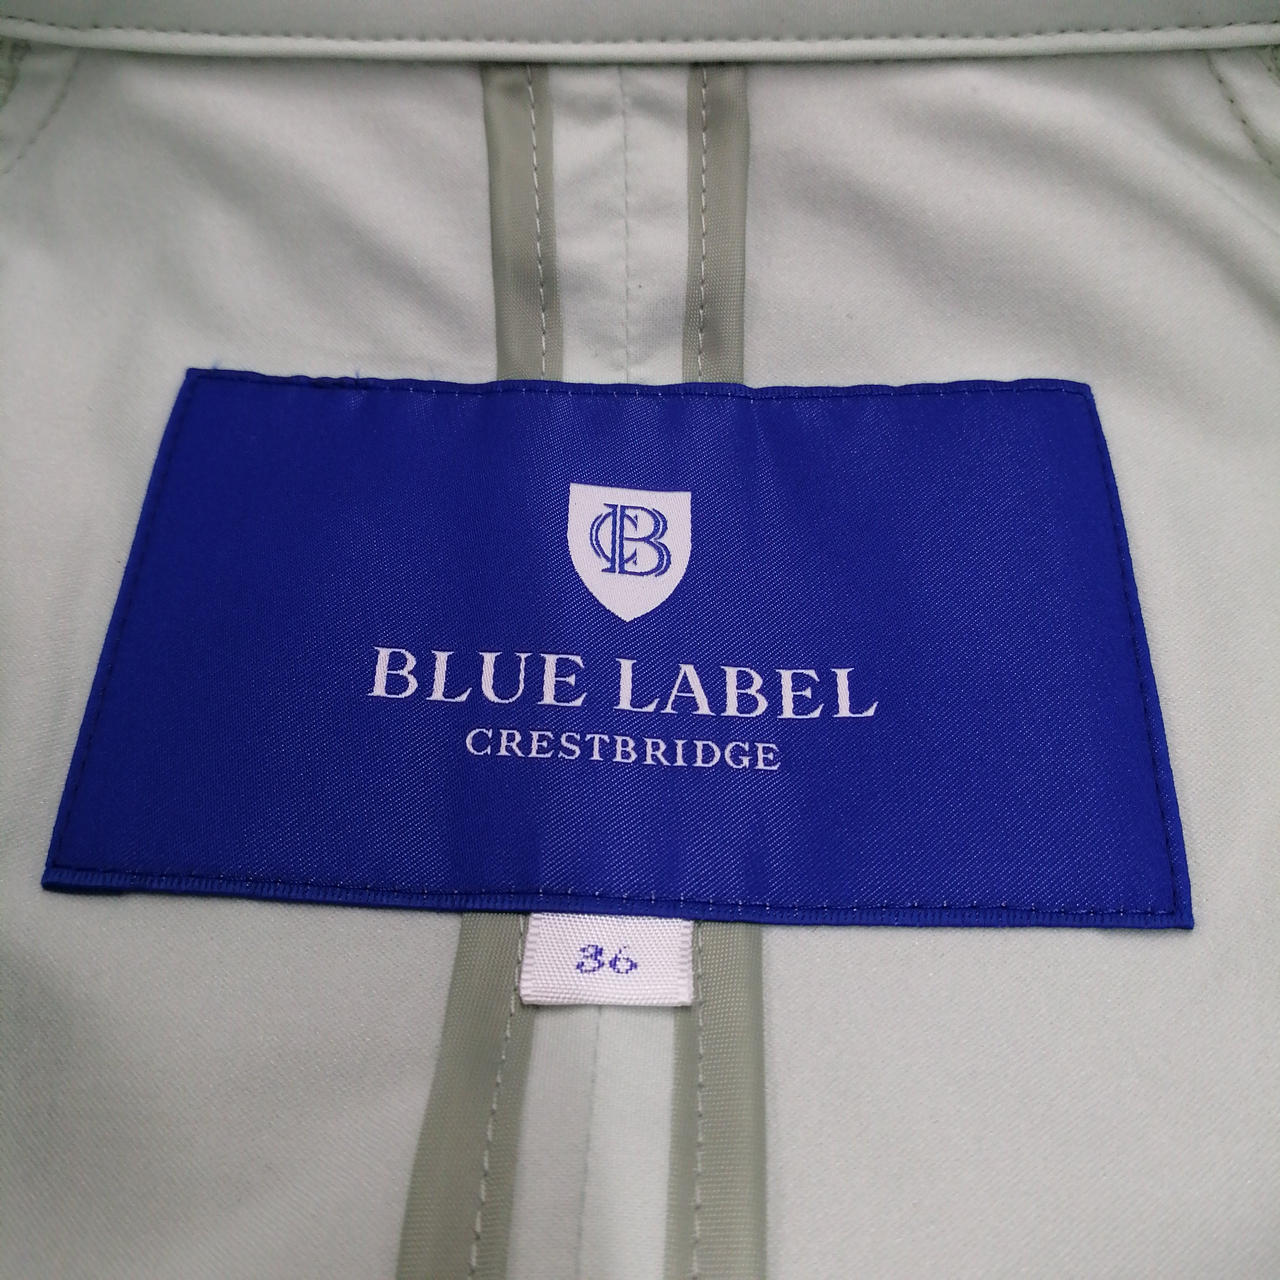 CB
BLUE LABEL
CRESTBRIDGE
36